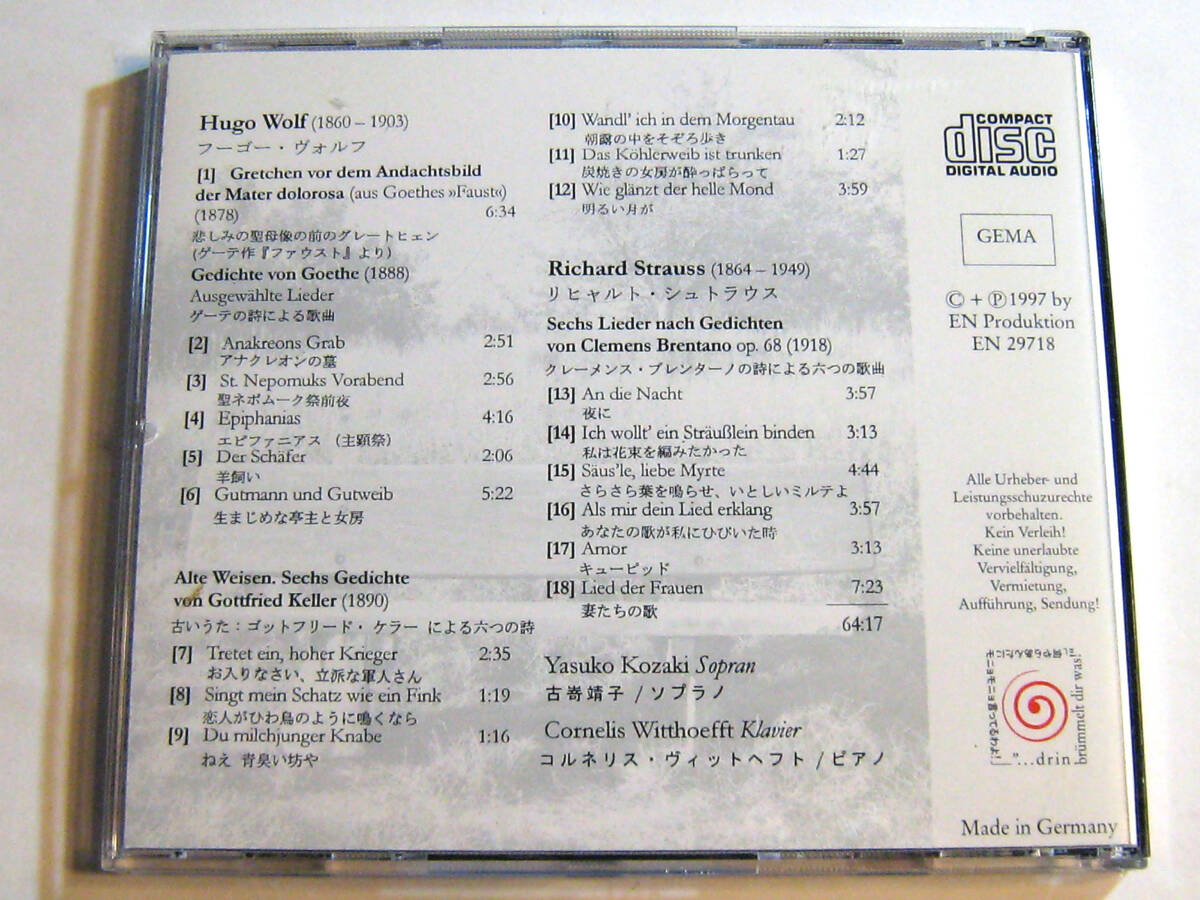 Hugo Wolf (1860 – 1903)
フーゴー・ヴォルフ
[1] Gretchen vor dem Andachtsbild
der Mater dolorosa (aus Goethes »Faust«)
(1878) 6:34
悲しみの聖母像の前のグレートヒェン
(ゲーテ作『ファウスト』より)
Gedichte von Goethe (1888)
Ausgewählte Lieder
ゲーテの詩による歌曲
[2] Anakreons Grab 2:51
アナクレオンの墓
[3] St. Nepomuks Vorabend 2:56
聖ネポムーク祭前夜
[4] Epiphanias 4:16
エピファニアス (主顕祭)
[5] Der Schäfer 2:06
羊飼い
[6] Gutmann und Gutweib 5:22
生まじめな亭主と女房
Alte Weisen. Sechs Gedichte
von Gottfried Keller (1890)
古いうた：ゴットフリード・ケラー による六つの詩
[7] Tretet ein, hoher Krieger 2:35
お入りなさい、立派な軍人さん
[8] Singt mein Schatz wie ein Fink 1:19
恋人がひわ鳥のように鳴くなら
[9] Du milchjunger Knabe 1:16
ねえ 青臭い坊や
[10] Wandl' ich in dem Morgentau 2:12
朝露の中をそぞろ歩き
[11] Das Köhlerweib ist trunken 1:27
炭焼きの女房が酔っぱらって
[12] Wie glänzt der helle Mond 3:59
明るい月が
Richard Strauss (1864 – 1949)
リヒャルト・シュトラウス
Sechs Lieder nach Gedichten
von Clemens Brentano op. 68 (1918)
クレーメンス・ブレンターノの詩による六つの歌曲
[13] An die Nacht 3:57
夜に
[14] Ich wollt' ein Sträußlein binden 3:13
私は花束を編みたかった
[15] Säus'le, liebe Myrte 4:44
さらさら葉を鳴らせ、いとしいミルテよ
[16] Als mir dein Lied erklang 3:57
あなたの歌が私にひびいた時
[17] Amor 3:13
キューピッド
[18] Lied der Frauen 7:23
妻たちの歌
64:17
Yasuko Kozaki Sopran
古嵜靖子 / ソプラノ
Cornelis Witthoefft Klavier
コルネリス・ヴィットヘフト / ピアノ
COMPACT
disc
DIGITAL AUDIO
GEMA
© + ℗ 1997 by
EN Produktion
EN 29718
Alle Urheber- und
Leistungsschuzurechte
vorbehalten.
Kein Verleih!
Keine unerlaubte
Vervielfältigung,
Vermietung,
Aufführung, Sendung!
何やらあんたにモ
ニョモニョ言ってるわよ!
"...drin
brümmelt dir was!
Made in Germany